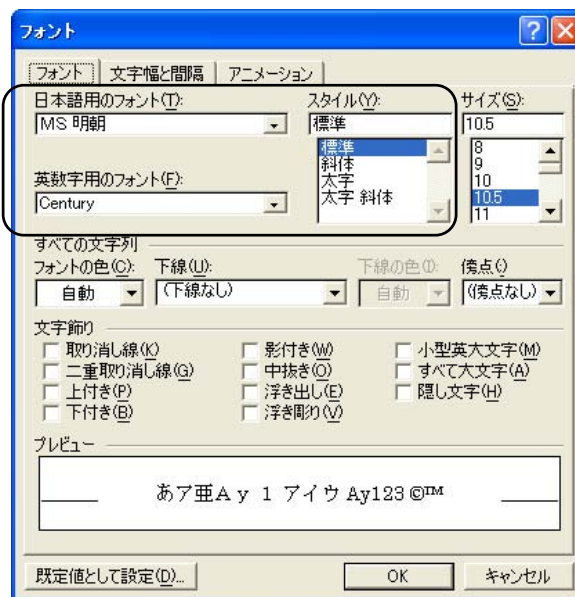 フォント
フォント 文字幅と間隔 アニメーション
日本語用のフォント(T): スタイル(Y): サイズ(S):
MS 明朝 標準 10.5
標準 8
斜体 9
英数字用のフォント(F): 太字 10
太字 斜体 10.5
Century 11
すべての文字列
フォントの色(C): 下線(U): 下線の色(I): 傍点(·)
自動 (下線なし) 自動 (傍点なし)
文字飾り
取り消し線(K) 影付き(W) 小型英大文字(M)
二重取り消し線(G) 中抜き(O) すべて大文字(A)
上付き(P) 浮き出し(E) 隠し文字(H)
下付き(B) 浮き彫り(V)
プレビュー
あア亜Ay 1 アイウ Ay123 ©™
既定値として設定(D)... OK キャンセル